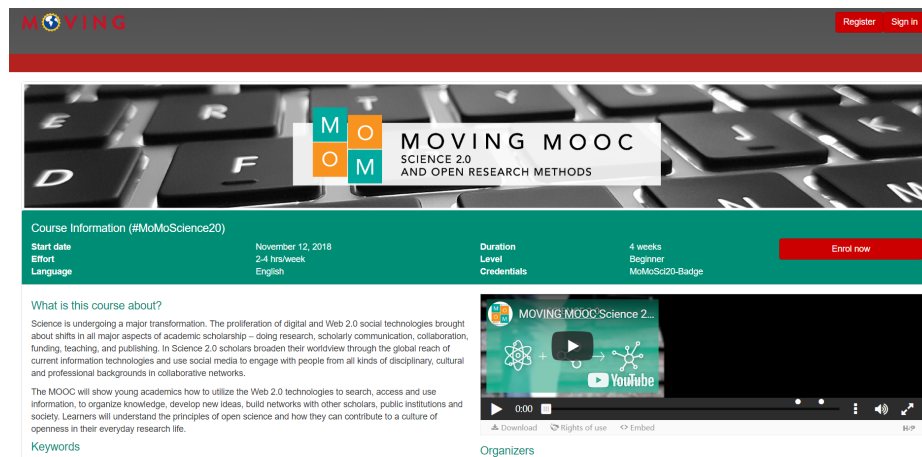 MOVING
Register Sign in
E R T Y
D F J K
N M
M O
O M
MOVING MOOC
SCIENCE 2.0
AND OPEN RESEARCH METHODS
Course Information (#MoMoScience20)
Start date November 12, 2018 Duration 4 weeks Enrol now
Effort 2-4 hrs/week Level Beginner
Language English Credentials MoMoSci20-Badge
What is this course about?
Science is undergoing a major transformation. The proliferation of digital and Web 2.0 social technologies brought
about shifts in all major aspects of academic scholarship – doing research, scholarly communication, collaboration,
funding, teaching, and publishing. In Science 2.0 scholars broaden their worldview through the global reach of
current information technologies and use social media to engage with people from all kinds of disciplinary, cultural
and professional backgrounds in collaborative networks.
The MOOC will show young academics how to utilize the Web 2.0 technologies to search, access and use
information, to organize knowledge, develop new ideas, build networks with other scholars, public institutions and
society. Learners will understand the principles of open science and how they can contribute to a culture of
openness in their everyday research life.
Keywords
MOVING MOOC Science 2...
YouTube
0:00
Download Rights of use Embed H-P
Organizers